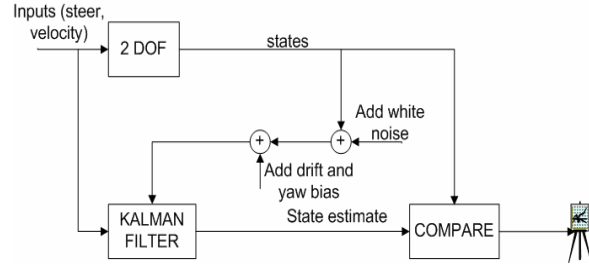 Inputs (steer,
velocity)
2 DOF
states
Add white
noise
+
+
Add drift and
yaw bias
KALMAN
FILTER
State estimate
COMPARE